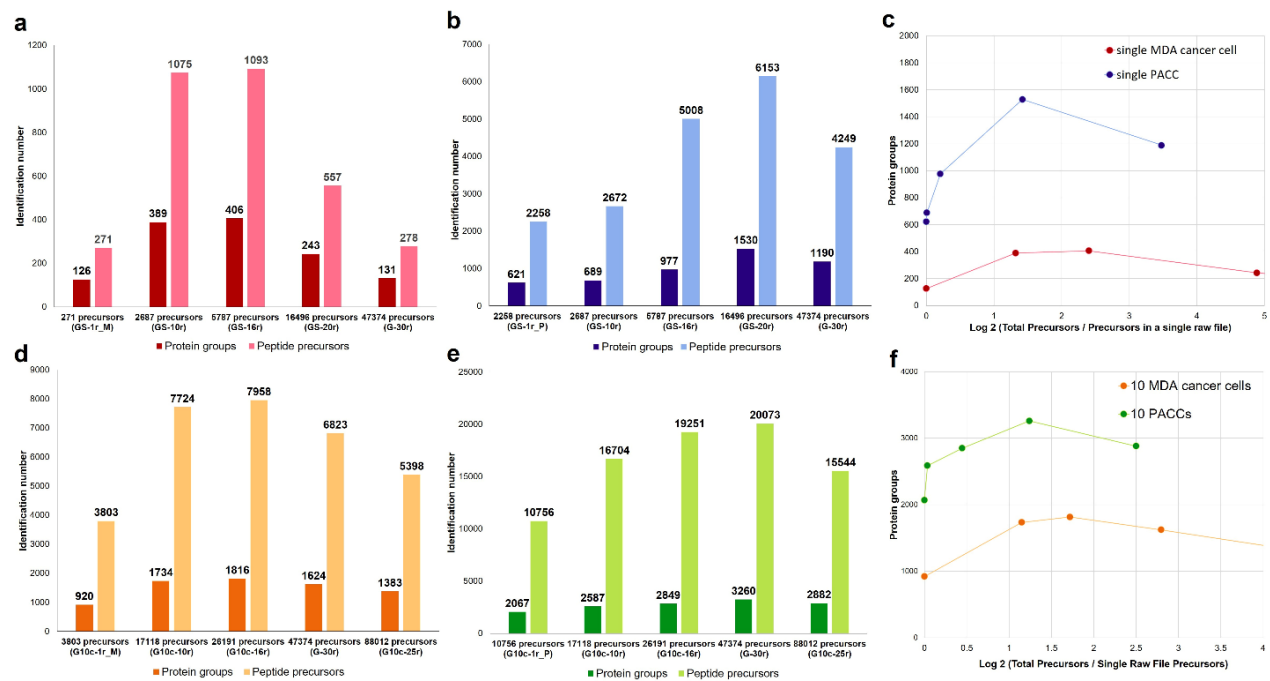 a
1200
1000
800
600
400
200
0
Identification number
126
271
389
1075
406
1093
243
557
131
278
271 precursors 2687 precursors 5787 precursors 16496 precursors 47374 precursors
(GS-1r_M) (GS-10r) (GS-16r) (GS-20r) (G-30r)
Protein groups Peptide precursors
b
7000
6000
5000
4000
3000
2000
1000
0
Identification number
621
2258
689
2672
977
5008
1530
6153
1190
4249
2258 precursors 2687 precursors 5787 precursors 16496 precursors 47374 precursors
(GS-1r_P) (GS-10r) (GS-16r) (GS-20r) (G-30r)
Protein groups Peptide precursors
c
2000
1800
1600
1400
1200
1000
800
600
400
200
0
Protein groups
single MDA cancer cell
single PACC
0 1 2 3 4 5
Log 2 (Total Precursors / Precursors in a single raw file)
d
9000
8000
7000
6000
5000
4000
3000
2000
1000
0
Identification number
920
3803
1734
7724
1816
7958
1624
6823
1383
5398
3803 precursors 17118 precursors 26191 precursors 47374 precursors 88012 precursors
(G10c-1r_M) (G10c-10r) (G10c-16r) (G-30r) (G10c-25r)
Protein groups Peptide precursors
e
25000
20000
15000
10000
5000
0
Identification number
2067
10756
2587
16704
2849
19251
3260
20073
2882
15544
10756 precursors 17118 precursors 26191 precursors 47374 precursors 88012 precursors
(G10c-1r_P) (G10c-10r) (G10c-16r) (G-30r) (G10c-25r)
Protein groups Peptide precursors
f
4000
3000
2000
1000
0
Protein groups
10 MDA cancer cells
10 PACCs
0 0.5 1 1.5 2 2.5 3 3.5 4
Log 2 (Total Precursors / Single Raw File Precursors)